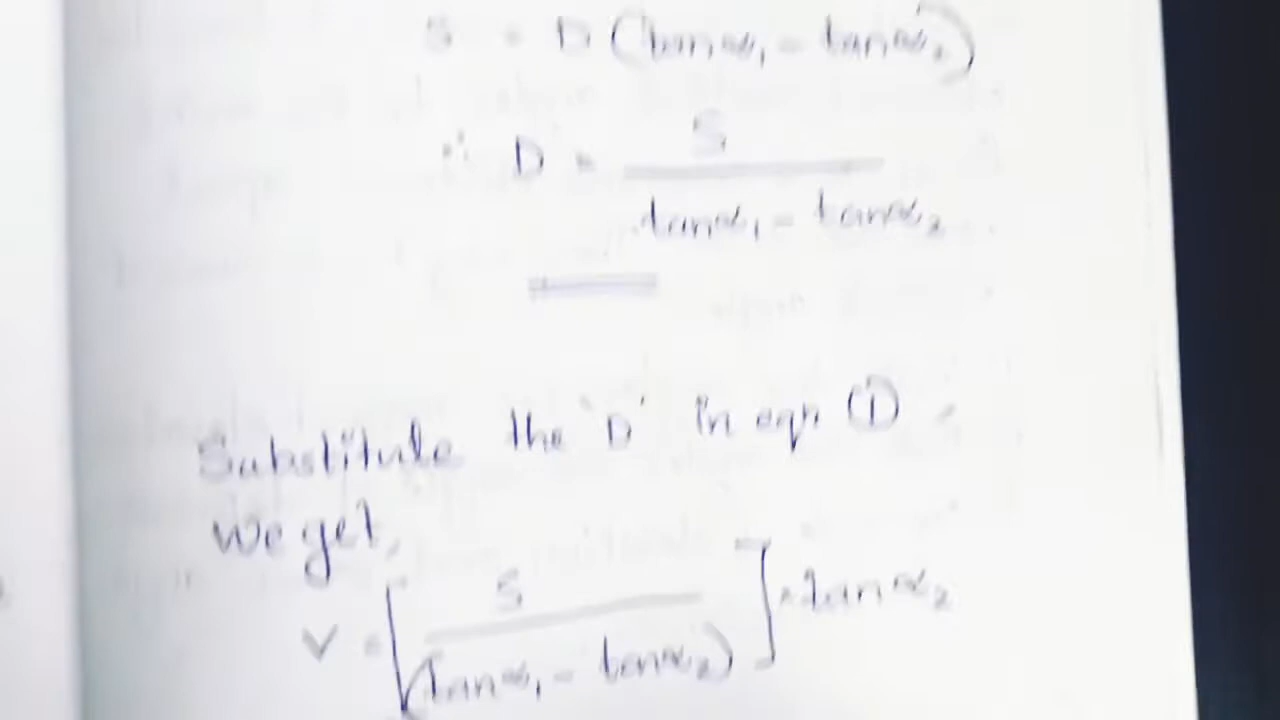 S = D (tanα₁ - tanα₂)
∴ D = S / tanα₁ - tanα₂
Substitute the 'D' in eqn ①
We get,
V = [S / (tanα₁ - tanα₂)] × tanα₂